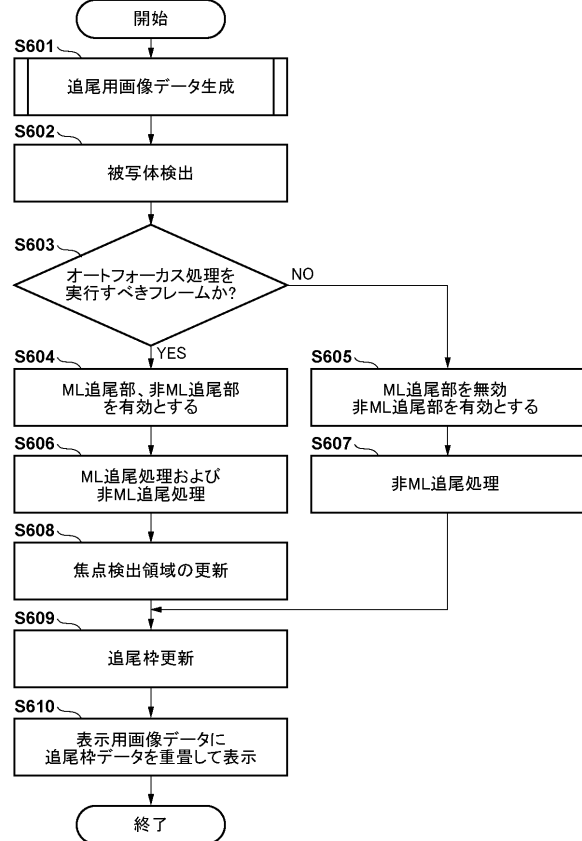 開始
S601
追尾用画像データ生成
S602
被写体検出
S603
オートフォーカス処理を
実行すべきフレームか?
NO
YES
S604
ML追尾部、非ML追尾部
を有効とする
S605
ML追尾部を無効
非ML追尾部を有効とする
S606
ML追尾処理および
非ML追尾処理
S607
非ML追尾処理
S608
焦点検出領域の更新
S609
追尾枠更新
S610
表示用画像データに
追尾枠データを重畳して表示
終了